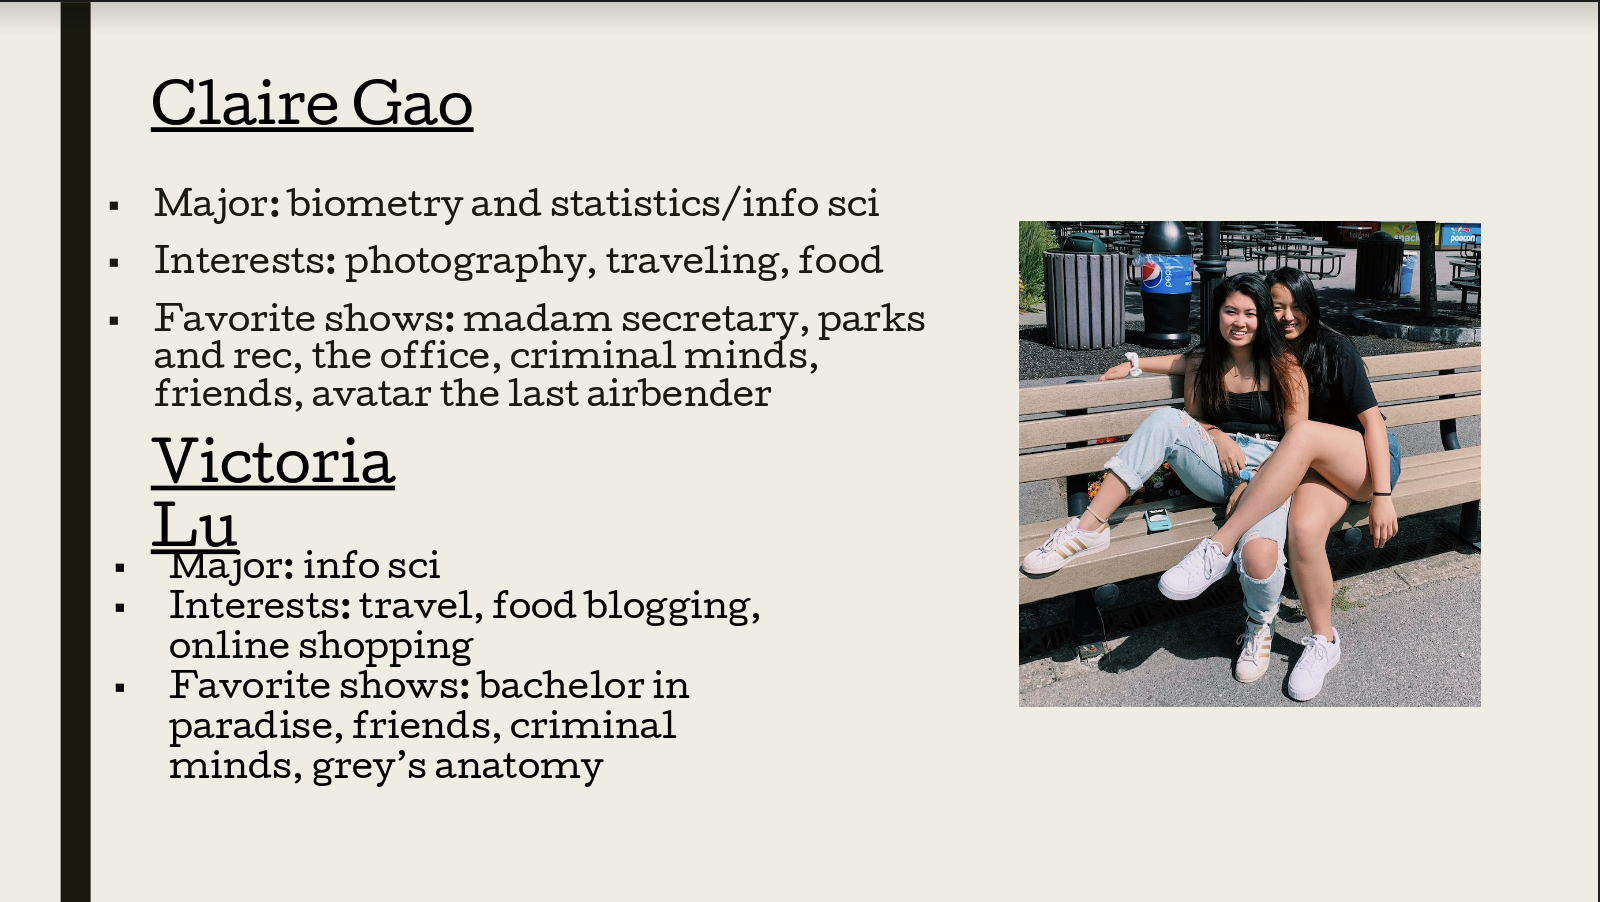 Claire Gao
Major: biometry and statistics/info sci
Interests: photography, traveling, food
Favorite shows: madam secretary, parks
and rec, the office, criminal minds,
friends, avatar the last airbender
Victoria
Lu
Major: info sci
Interests: travel, food blogging,
online shopping
Favorite shows: bachelor in
paradise, friends, criminal
minds, grey’s anatomy
pepsi
snack
popcorn